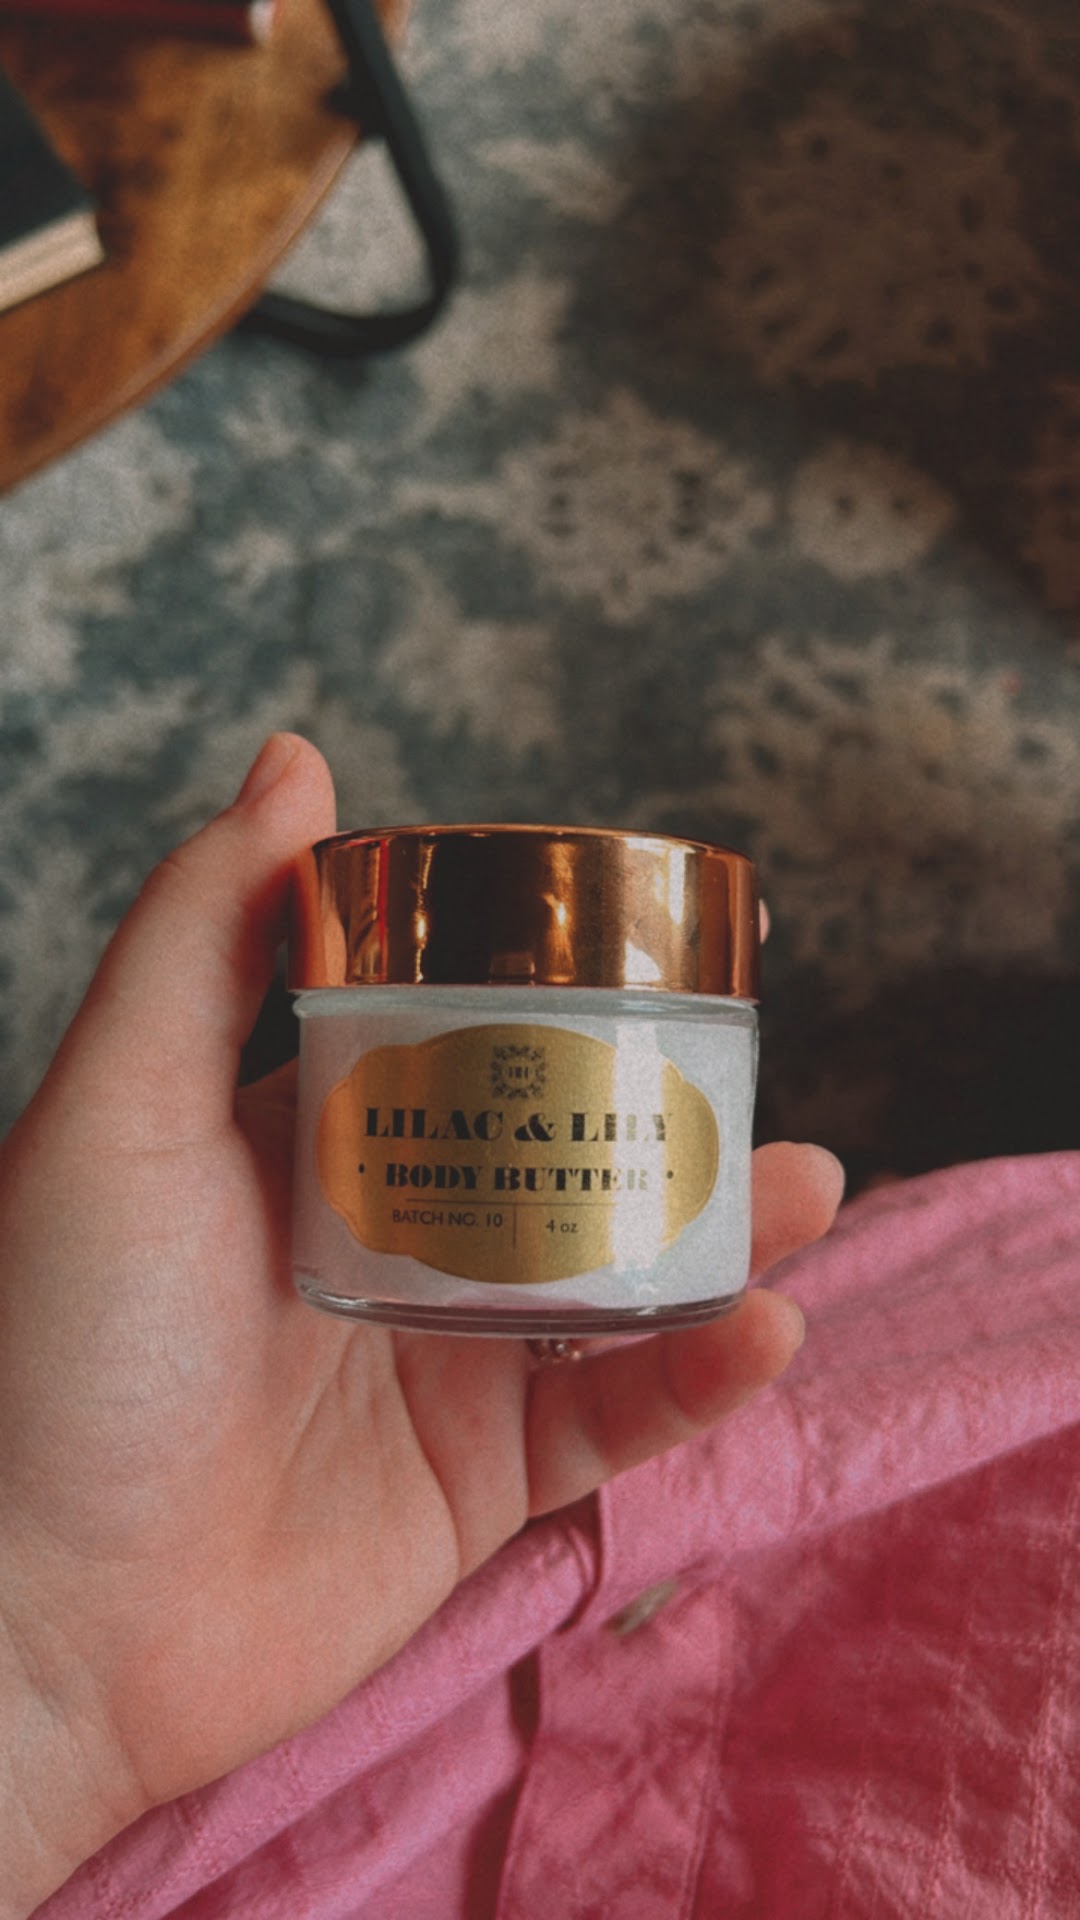 LILAC & LILY
• BODY BUTTER •
BATCH NO. 10 | 4 oz